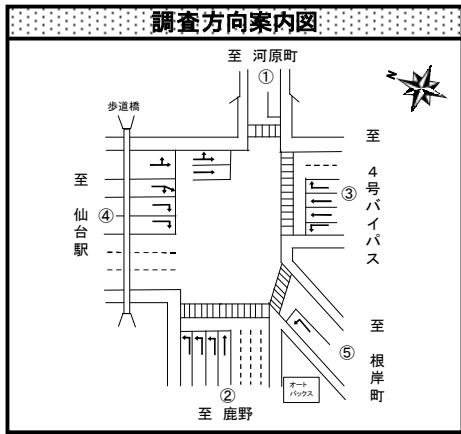 調査方向案内図
至 河原町
①
N
歩道橋
至 仙台駅
④
至 4号バイパス
③
至 根岸町
⑤
オート
バックス
②
至 鹿野